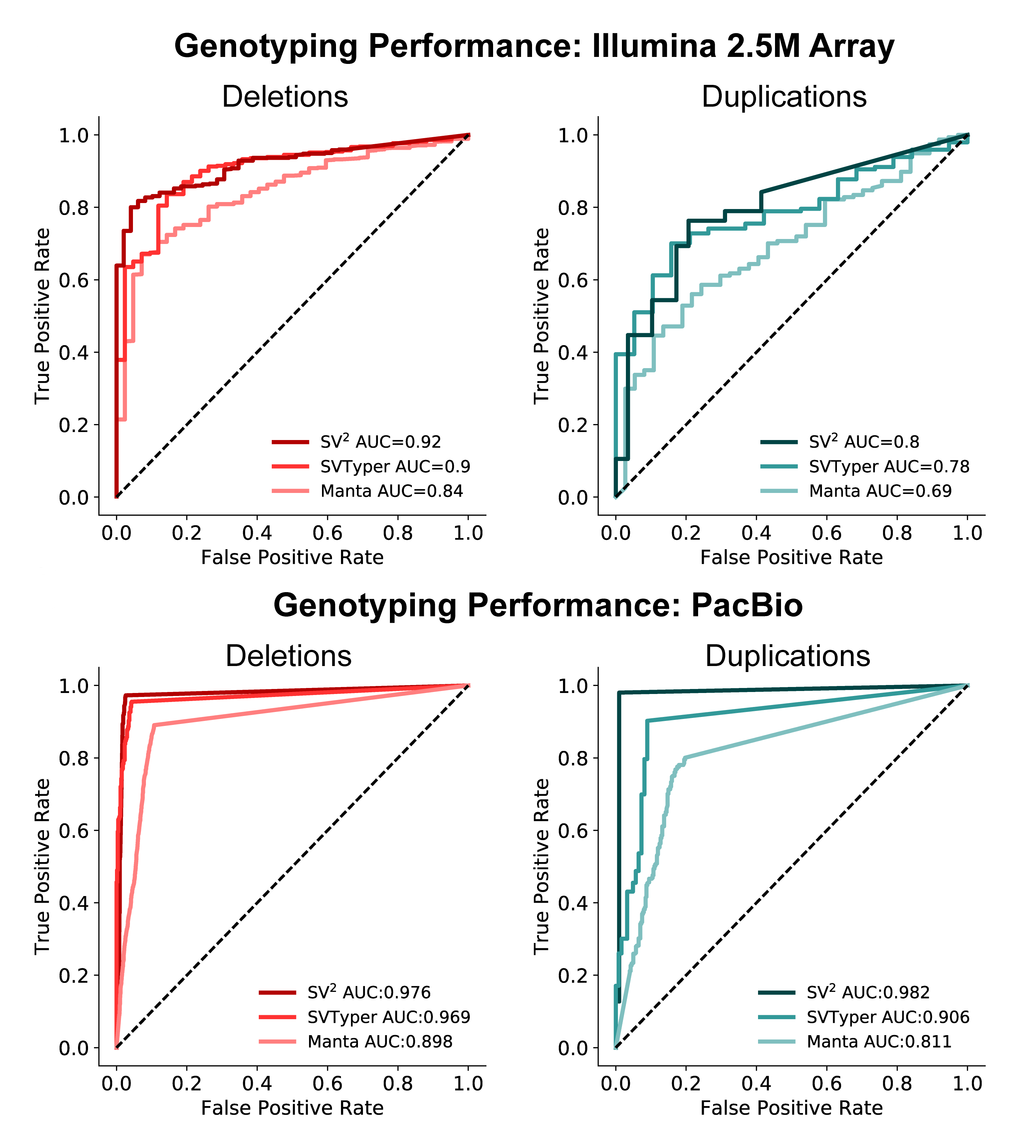 Genotyping Performance: Illumina 2.5M Array
Deletions
True Positive Rate
1.0
0.8
0.6
0.4
0.2
0.0
SV² AUC=0.92
SVTyper AUC=0.9
Manta AUC=0.84
0.0 0.2 0.4 0.6 0.8 1.0
False Positive Rate
Duplications
True Positive Rate
1.0
0.8
0.6
0.4
0.2
0.0
SV² AUC=0.8
SVTyper AUC=0.78
Manta AUC=0.69
0.0 0.2 0.4 0.6 0.8 1.0
False Positive Rate
Genotyping Performance: PacBio
Deletions
True Positive Rate
1.0
0.8
0.6
0.4
0.2
0.0
SV² AUC:0.976
SVTyper AUC:0.969
Manta AUC:0.898
0.0 0.2 0.4 0.6 0.8 1.0
False Positive Rate
Duplications
True Positive Rate
1.0
0.8
0.6
0.4
0.2
0.0
SV² AUC:0.982
SVTyper AUC:0.906
Manta AUC:0.811
0.0 0.2 0.4 0.6 0.8 1.0
False Positive Rate